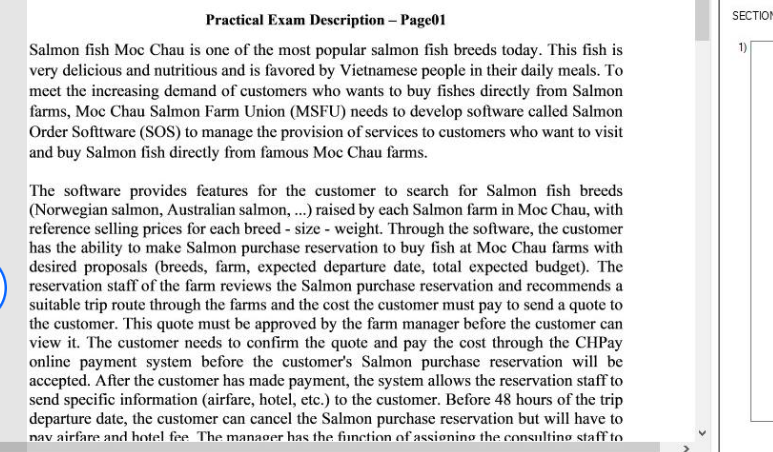 Practical Exam Description – Page01
Salmon fish Moc Chau is one of the most popular salmon fish breeds today. This fish is
very delicious and nutritious and is favored by Vietnamese people in their daily meals. To
meet the increasing demand of customers who wants to buy fishes directly from Salmon
farms, Moc Chau Salmon Farm Union (MSFU) needs to develop software called Salmon
Order Softtware (SOS) to manage the provision of services to customers who want to visit
and buy Salmon fish directly from famous Moc Chau farms.
The software provides features for the customer to search for Salmon fish breeds
(Norwegian salmon, Australian salmon, ...) raised by each Salmon farm in Moc Chau, with
reference selling prices for each breed - size - weight. Through the software, the customer
has the ability to make Salmon purchase reservation to buy fish at Moc Chau farms with
desired proposals (breeds, farm, expected departure date, total expected budget). The
reservation staff of the farm reviews the Salmon purchase reservation and recommends a
suitable trip route through the farms and the cost the customer must pay to send a quote to
the customer. This quote must be approved by the farm manager before the customer can
view it. The customer needs to confirm the quote and pay the cost through the CHPay
online payment system before the customer's Salmon purchase reservation will be
accepted. After the customer has made payment, the system allows the reservation staff to
send specific information (airfare, hotel, etc.) to the customer. Before 48 hours of the trip
departure date, the customer can cancel the Salmon purchase reservation but will have to
pay airfare and hotel fee. The manager has the function of assigning the consulting staff to
SECTION
1)